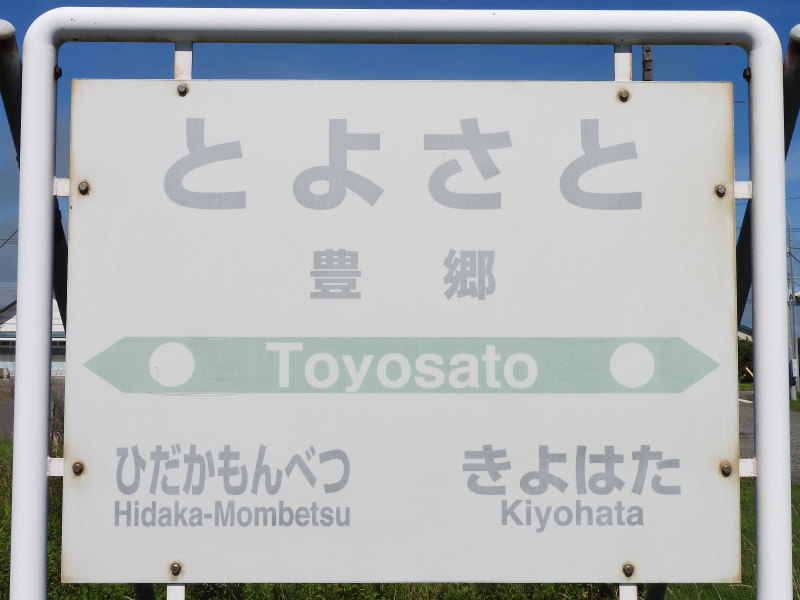 とよさと
豊郷
Toyosato
ひだかもんべつ きよはた
Hidaka-Mombetsu Kiyohata